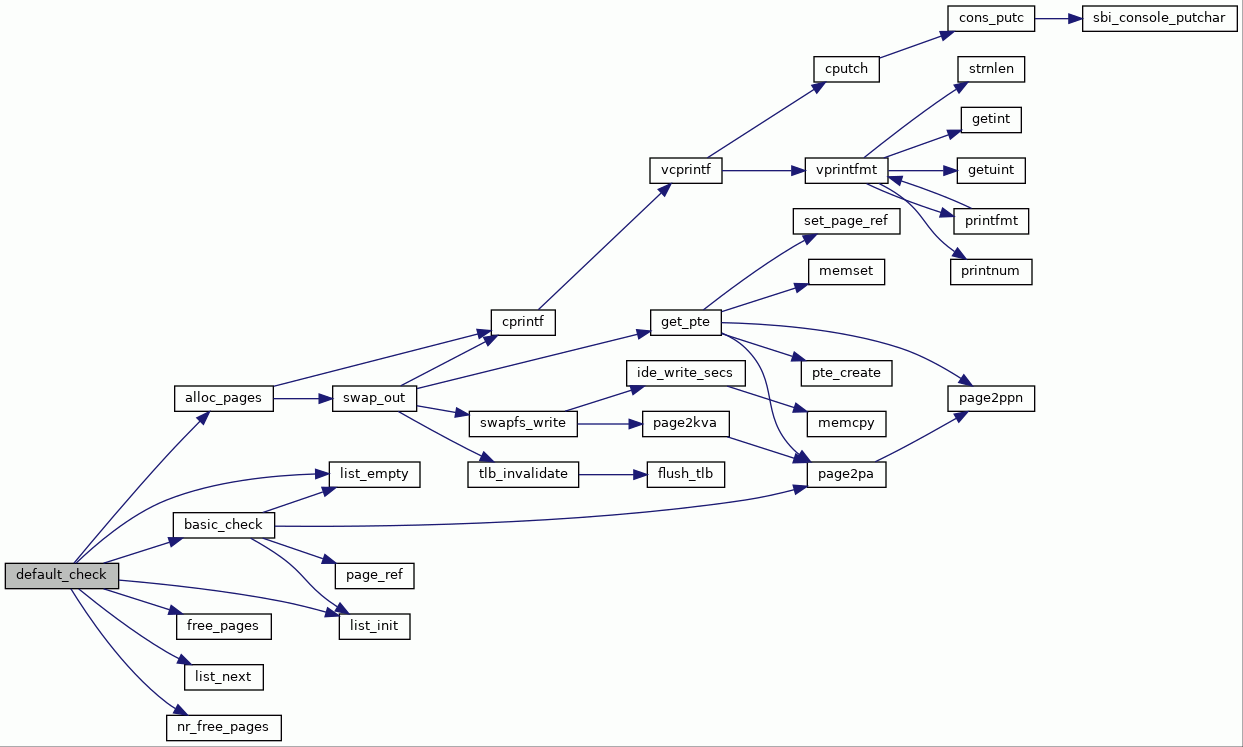 cons_putc
sbi_console_putchar
cputch
strnlen
getint
vcprintf
vprintfmt
getuint
set_page_ref
printfmt
memset
printnum
cprintf
get_pte
ide_write_secs
pte_create
alloc_pages
swap_out
page2ppn
swapfs_write
page2kva
memcpy
list_empty
tlb_invalidate
flush_tlb
page2pa
basic_check
default_check
page_ref
free_pages
list_init
list_next
nr_free_pages